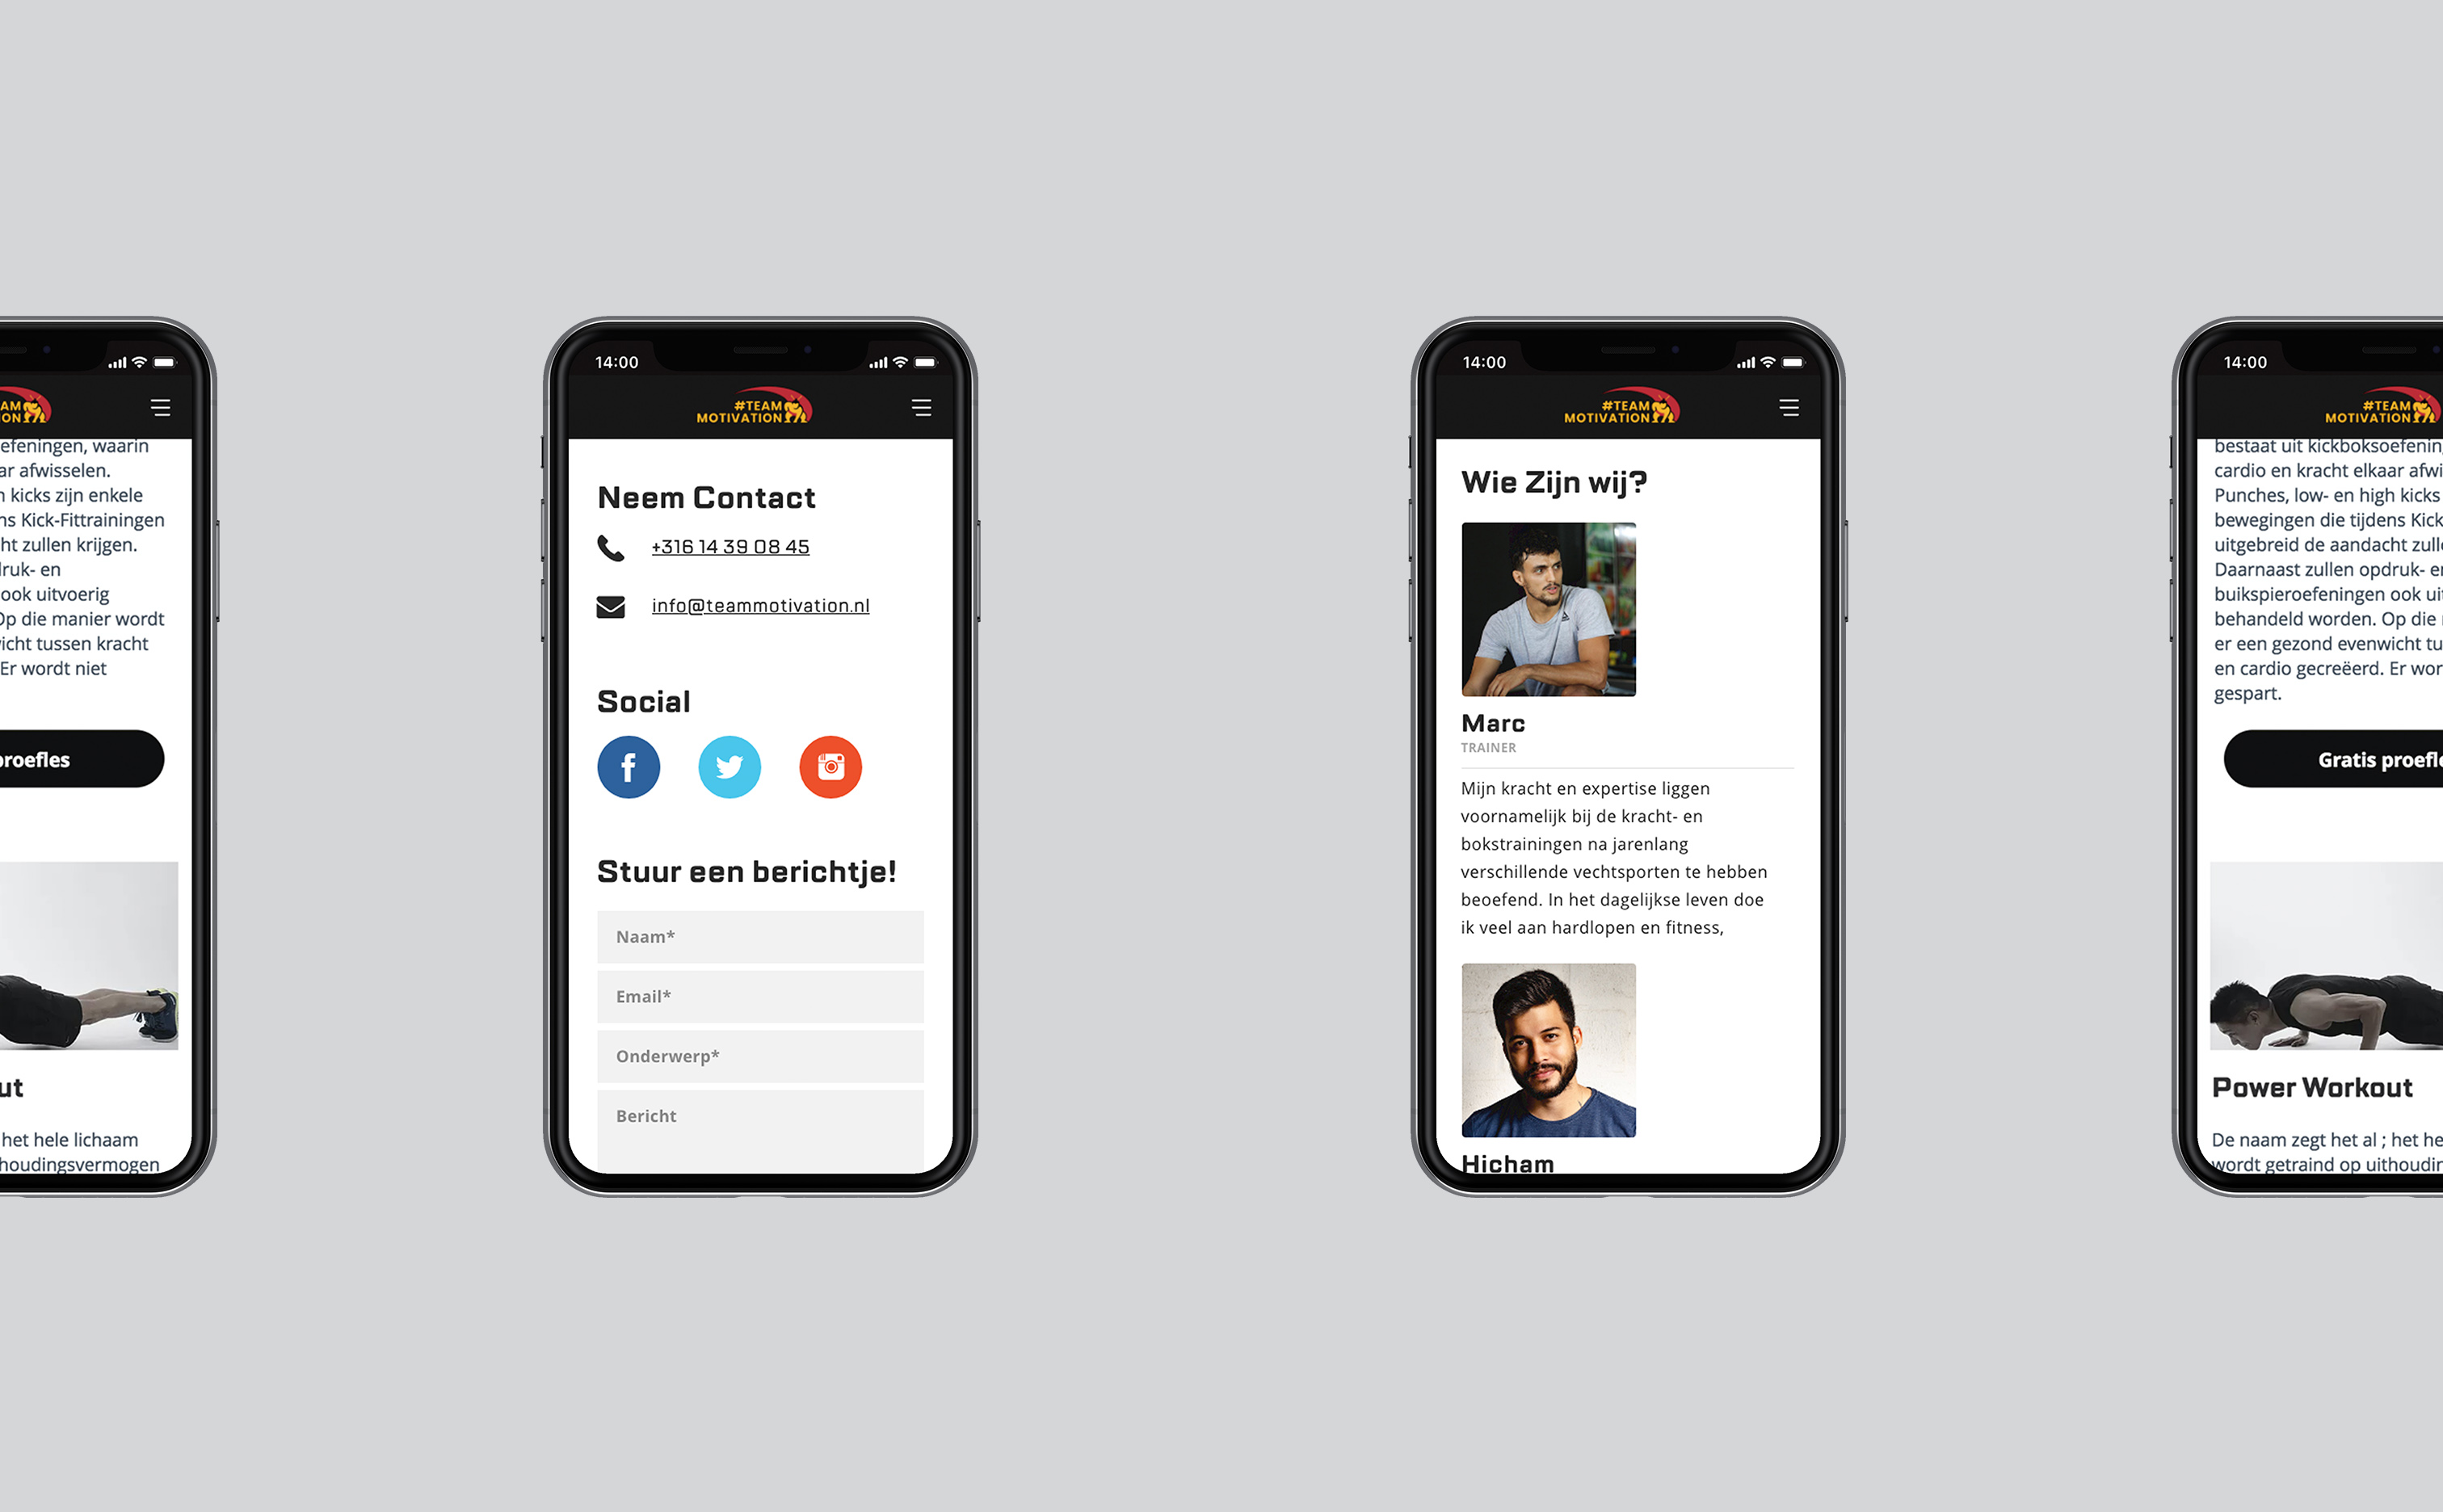 AM
ON
efeningen, waarin
ar afwisselen.
n kicks zijn enkele
ns Kick-Fittrainingen
ht zullen krijgen.
druk- en
ook uitvoerig
Op die manier wordt
icht tussen kracht
Er wordt niet
proefles
ut
het hele lichaam
houdingsvermogen
14:00
#TEAM
MOTIVATION
Neem Contact
+316 14 39 08 45
info@teammotivation.nl
Social
Stuur een berichtje!
Naam*
Email*
Onderwerp*
Bericht
14:00
#TEAM
MOTIVATION
Wie Zijn wij?
Marc
TRAINER
Mijn kracht en expertise liggen
voornamelijk bij de kracht- en
bokstrainingen na jarenlang
verschillende vechtsporten te hebben
beoefend. In het dagelijkse leven doe
ik veel aan hardlopen en fitness,
Hicham
14:00
#TEAM
MOTIVATION
bestaat uit kickboksoefenin
cardio en kracht elkaar afwi
Punches, low- en high kicks
bewegingen die tijdens Kick
uitgebreid de aandacht zulle
Daarnaast zullen opdruk- en
buikspieroefeningen ook uit
behandeld worden. Op die
er een gezond evenwicht tu
en cardio gecreëerd. Er wor
gespart.
Gratis proefle
Power Workout
De naam zegt het al ; het he
wordt getraind op uithoudin